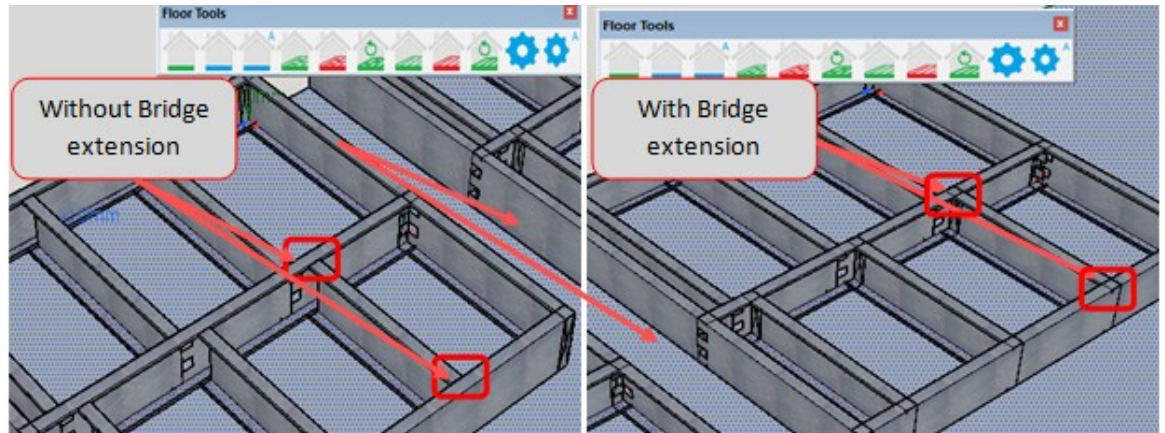 Floor Tools
A
A
Without Bridge
extension
Floor Tools
A
A
With Bridge
extension